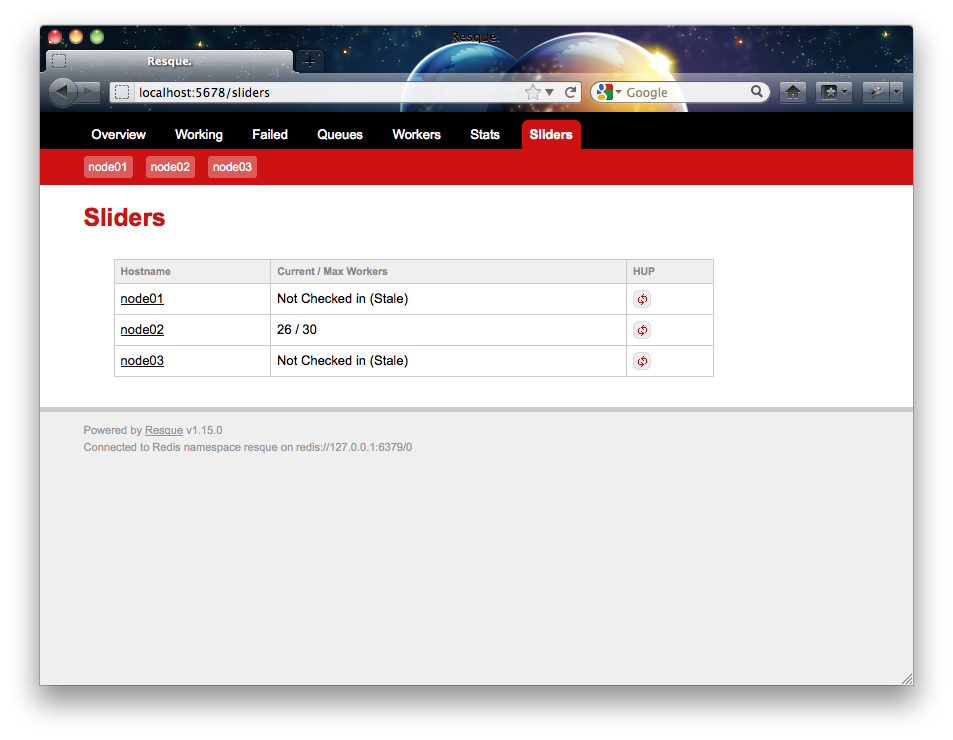 Resque.
Resque.
localhost:5678/sliders
Google
Overview Working Failed Queues Workers Stats Sliders
node01 node02 node03
Sliders
Hostname Current / Max Workers HUP
node01 Not Checked in (Stale)
node02 26 / 30
node03 Not Checked in (Stale)
Powered by Resque v1.15.0
Connected to Redis namespace resque on redis://127.0.0.1:6379/0